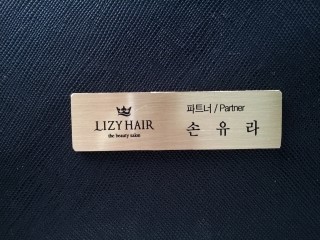 LIZYHAIR
the beauty salon
파트너 / Partner
손 유 라